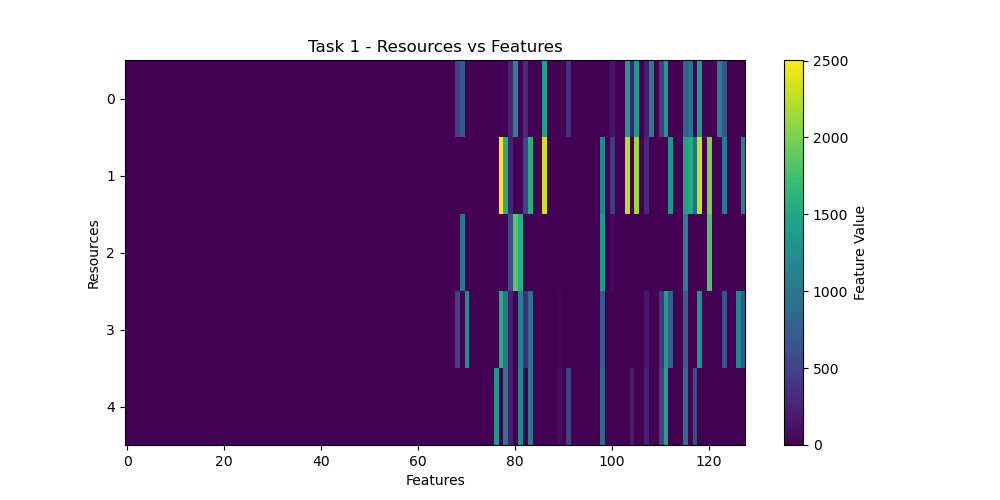 Task 1 - Resources vs Features
Resources
0
1
2
3
4
0 20 40 60 80 100 120
Features
2500
2000
1500
1000
500
0
Feature Value